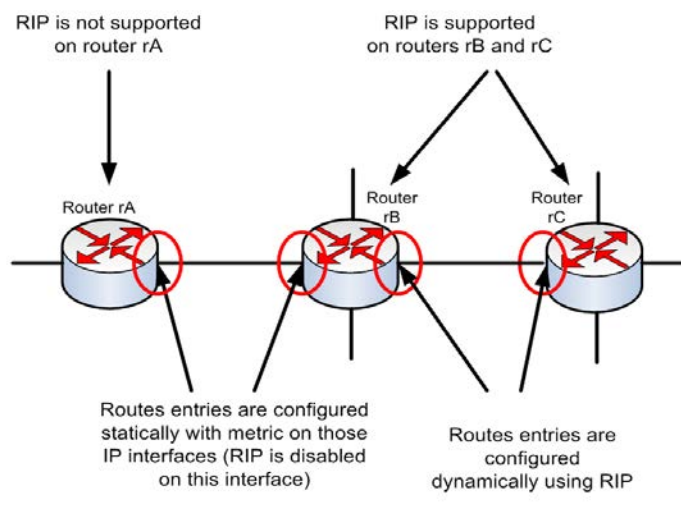 RIP is not supported
on router rA
RIP is supported
on routers rB and rC
Router rA
Router
rB
Router
rC
Routes entries are configured
statically with metric on those
IP interfaces (RIP is disabled
on this interface)
Routes entries are
configured
dynamically using RIP